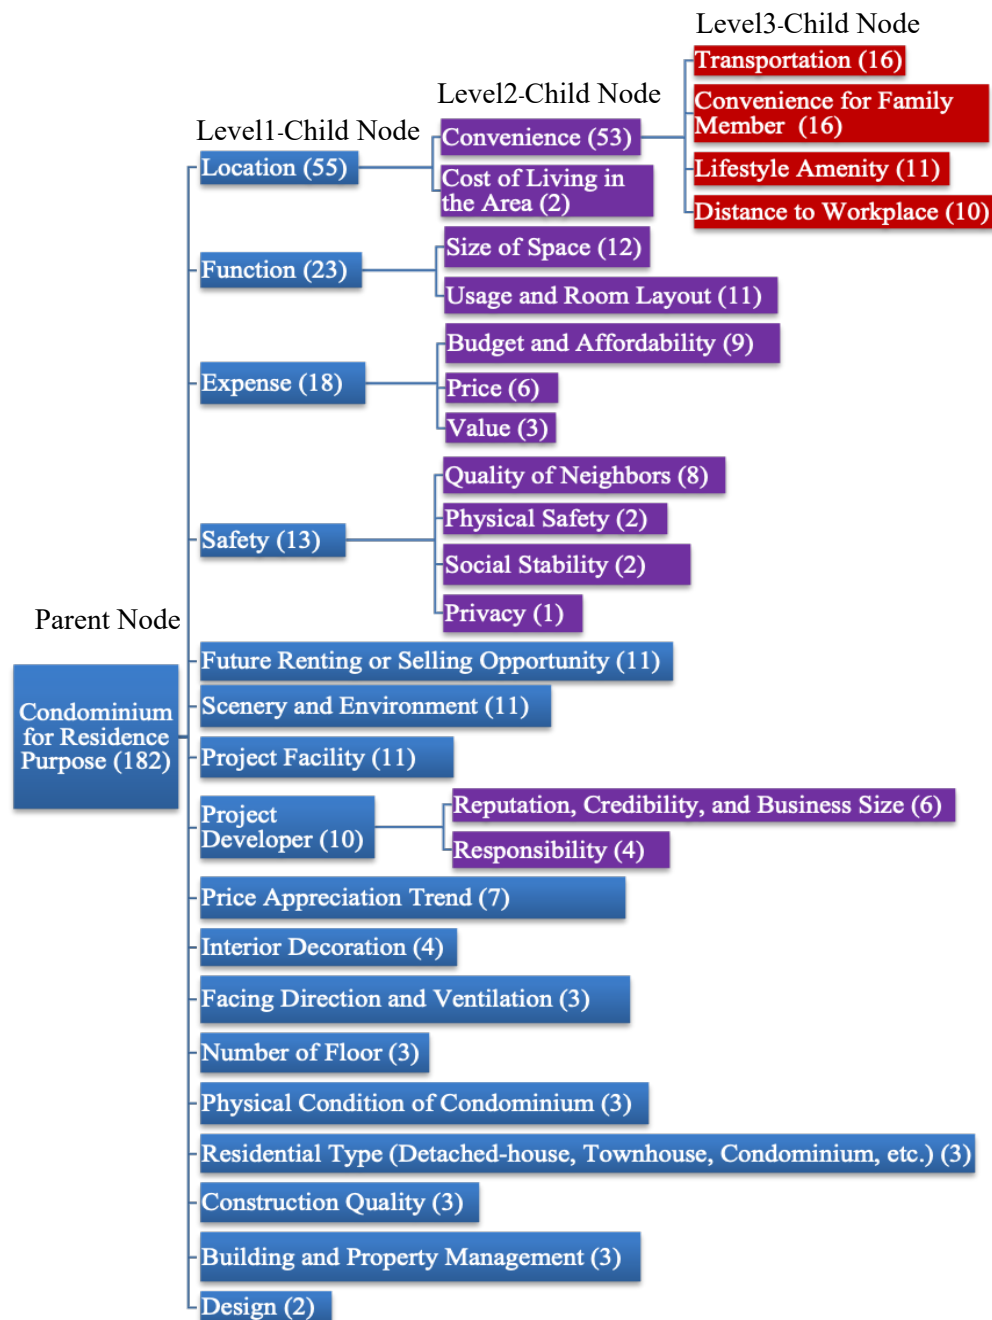 Level3-Child Node
Transportation (16)
Convenience for Family
Member (16)
Lifestyle Amenity (11)
Distance to Workplace (10)
Level2-Child Node
Convenience (53)
Cost of Living in
the Area (2)
Size of Space (12)
Usage and Room Layout (11)
Budget and Affordability (9)
Price (6)
Value (3)
Quality of Neighbors (8)
Physical Safety (2)
Social Stability (2)
Privacy (1)
Reputation, Credibility, and Business Size (6)
Responsibility (4)
Level1-Child Node
Location (55)
Function (23)
Expense (18)
Safety (13)
Future Renting or Selling Opportunity (11)
Scenery and Environment (11)
Project Facility (11)
Project
Developer (10)
Price Appreciation Trend (7)
Interior Decoration (4)
Facing Direction and Ventilation (3)
Number of Floor (3)
Physical Condition of Condominium (3)
Residential Type (Detached-house, Townhouse, Condominium, etc.) (3)
Construction Quality (3)
Building and Property Management (3)
Design (2)
Parent Node
Condominium
for Residence
Purpose (182)